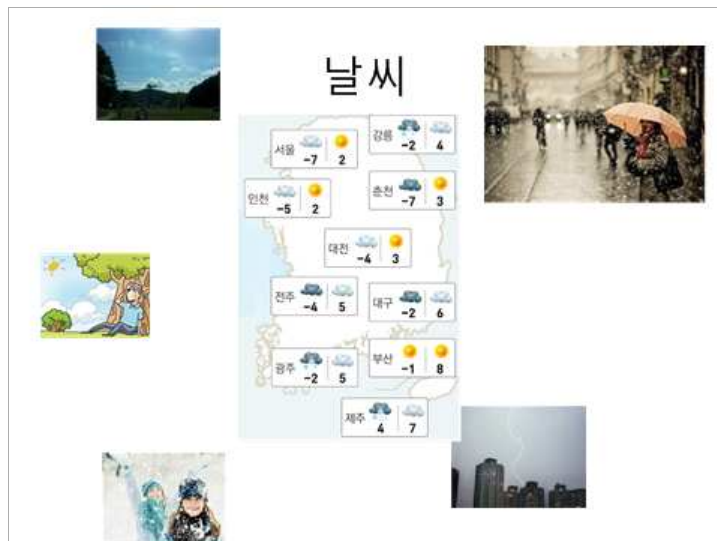 날씨
서울 -7 2
강릉 -2 4
인천 -5 2
춘천 -7 3
대전 -4 3
전주 -4 5
대구 -2 6
광주 -2 5
부산 -1 8
제주 4 7